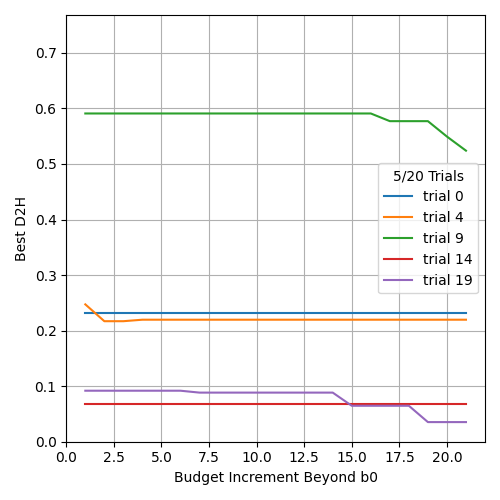 0.7
0.6
0.5
0.4
0.3
0.2
0.1
0.0
Best D2H
5/20 Trials
trial 0
trial 4
trial 9
trial 14
trial 19
0.0 2.5 5.0 7.5 10.0 12.5 15.0 17.5 20.0
Budget Increment Beyond b0